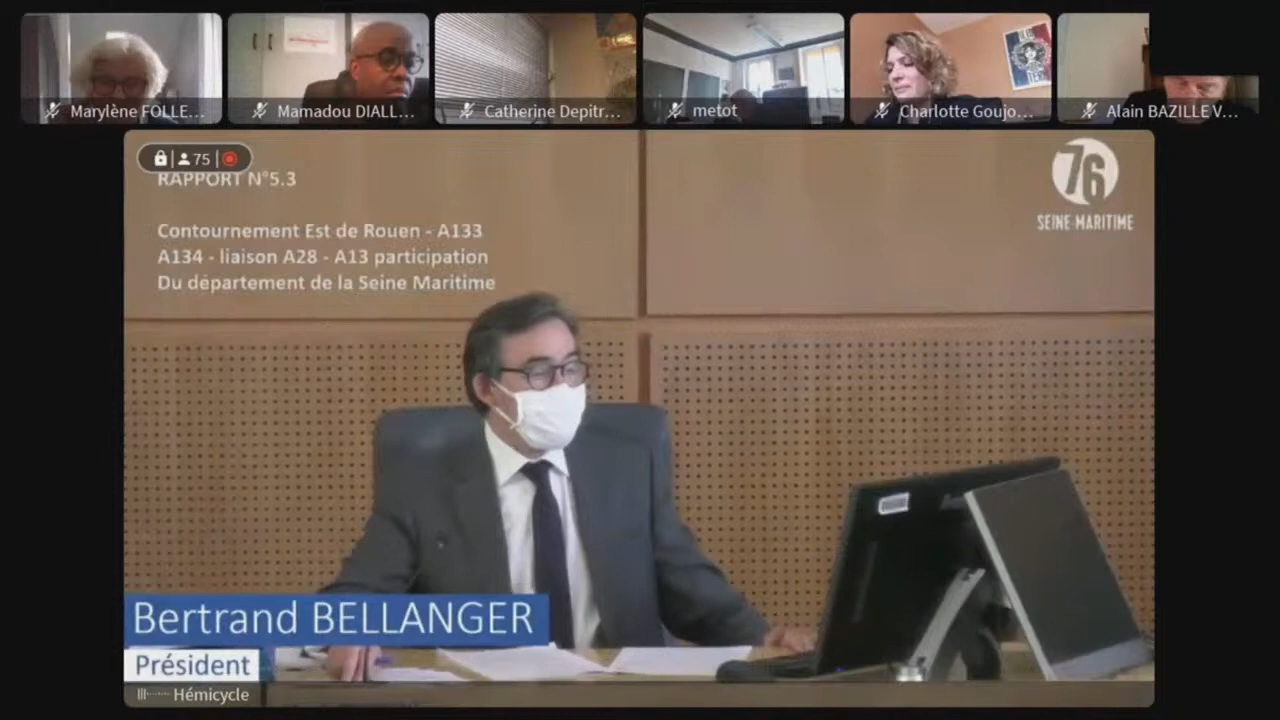 Marylène FOLLE...
Mamadou DIALL...
Catherine Depitr...
metot
Charlotte Goujo...
Alain BAZILLE V...
75
RAPPORT N°5.3
Contournement Est de Rouen - A133
A134 - liaison A28 - A13 participation
Du département de la Seine Maritime
76
SEINE-MARITIME
Bertrand BELLANGER
Président
Hémicycle